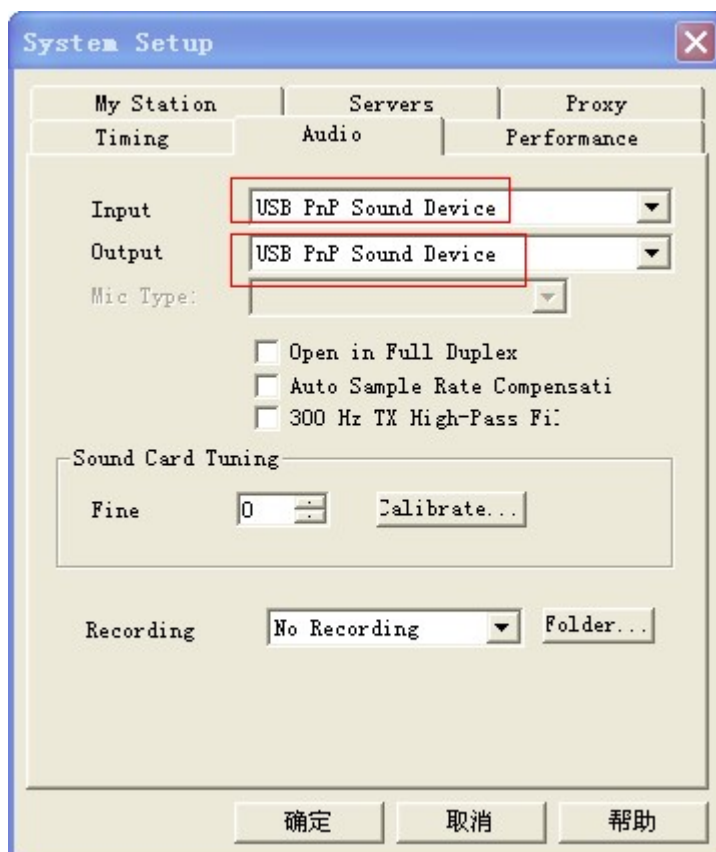 System Setup
My Station Servers Proxy
Timing Audio Performance
Input USB PnP Sound Device
Output USB PnP Sound Device
Mic Type:
Open in Full Duplex
Auto Sample Rate Compensati
300 Hz TX High-Pass Fi
Sound Card Tuning
Fine 0 Calibrate...
Recording No Recording Folder...
确定 取消 帮助